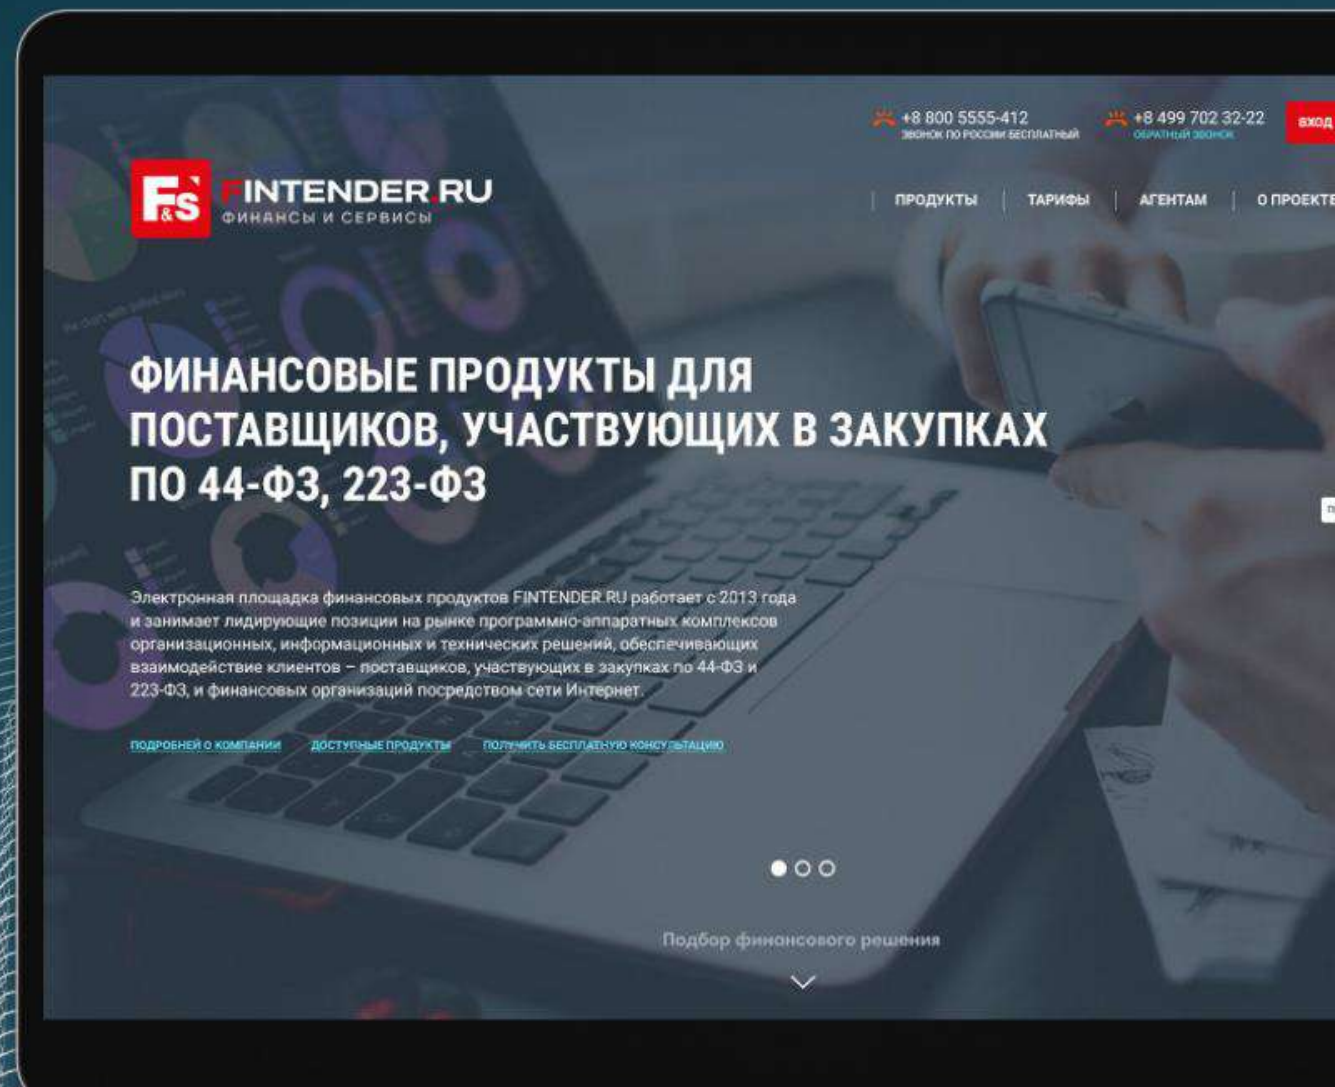 +8 800 5555-412
ЗВОНОК ПО РОССИИ БЕСПЛАТНЫЙ
+8 499 702 32-22
ОБРАТНЫЙ ЗВОНОК
ВХОД
F&S
FINTENDER.RU
ФИНАНСЫ И СЕРВИСЫ
ПРОДУКТЫ
ТАРИФЫ
АГЕНТАМ
О ПРОЕКТЕ
ФИНАНСОВЫЕ ПРОДУКТЫ ДЛЯ
ПОСТАВЩИКОВ, УЧАСТВУЮЩИХ В ЗАКУПКАХ
ПО 44-ФЗ, 223-ФЗ
Электронная площадка финансовых продуктов FINTENDER.RU работает с 2013 года
и занимает лидирующие позиции на рынке программно-аппаратных комплексов
организационных, информационных и технических решений, обеспечивающих
взаимодействие клиентов – поставщиков, участвующих в закупках по 44-ФЗ и
223-ФЗ, и финансовых организаций посредством сети Интернет.
ПОДРОБНЕЙ О КОМПАНИИ
ДОСТУПНЫЕ ПРОДУКТЫ
ПОЛУЧИТЬ БЕСПЛАТНУЮ КОНСУЛЬТАЦИЮ
Подбор финансового решения